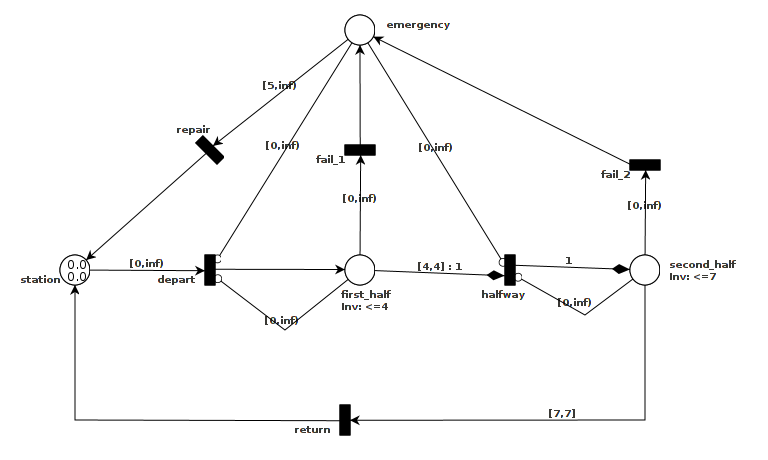 emergency
[5,inf)
repair
[0,inf)
[0,inf)
fail_1
fail_2
[0,inf)
[0,inf)
0.0
0.0
station
[0,inf)
depart
first_half
Inv: <=4
[4,4] : 1
halfway
1
second_half
Inv: <=7
[0,inf)
[0,inf)
[7,7]
return